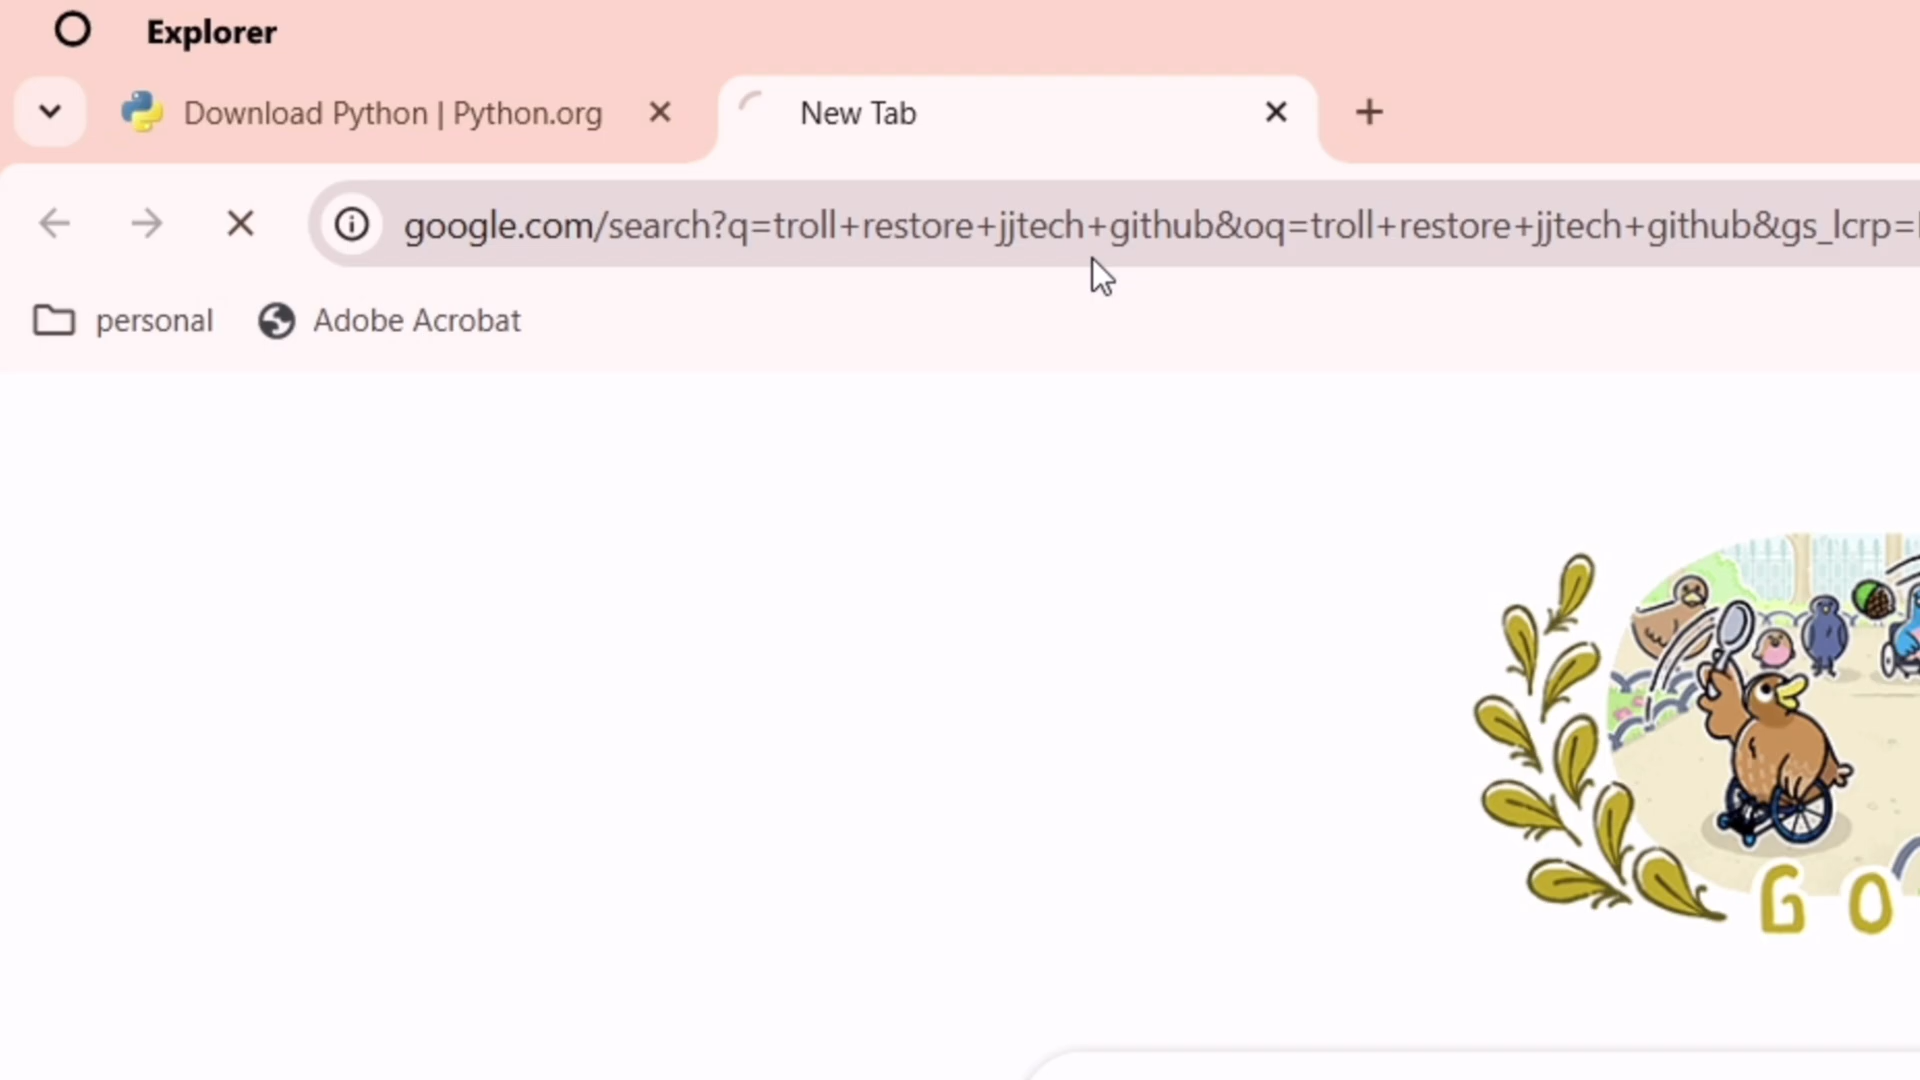 Explorer
Download Python | Python.org
New Tab
google.com/search?q=troll+restore+jjtech+github&oq=troll+restore+jjtech+github&gs_lcrp=
personal
Adobe Acrobat
GO